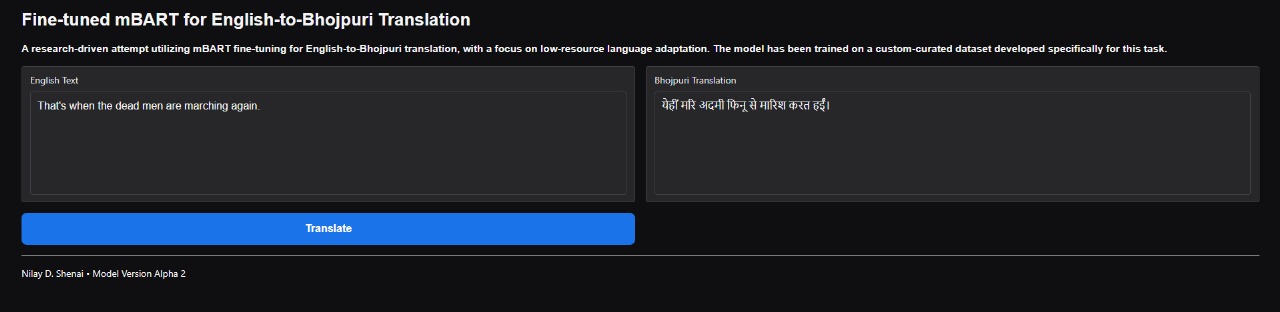 Fine-tuned mBART for English-to-Bhojpuri Translation
A research-driven attempt utilizing mBART fine-tuning for English-to-Bhojpuri translation, with a focus on low-resource language adaptation. The model has been trained on a custom-curated dataset developed specifically for this task.
English Text
That's when the dead men are marching again.
Bhojpuri Translation
येहीं मरि अदमी फिनू से मारिश करत हईं।
Translate
Nilay D. Shenai • Model Version Alpha 2